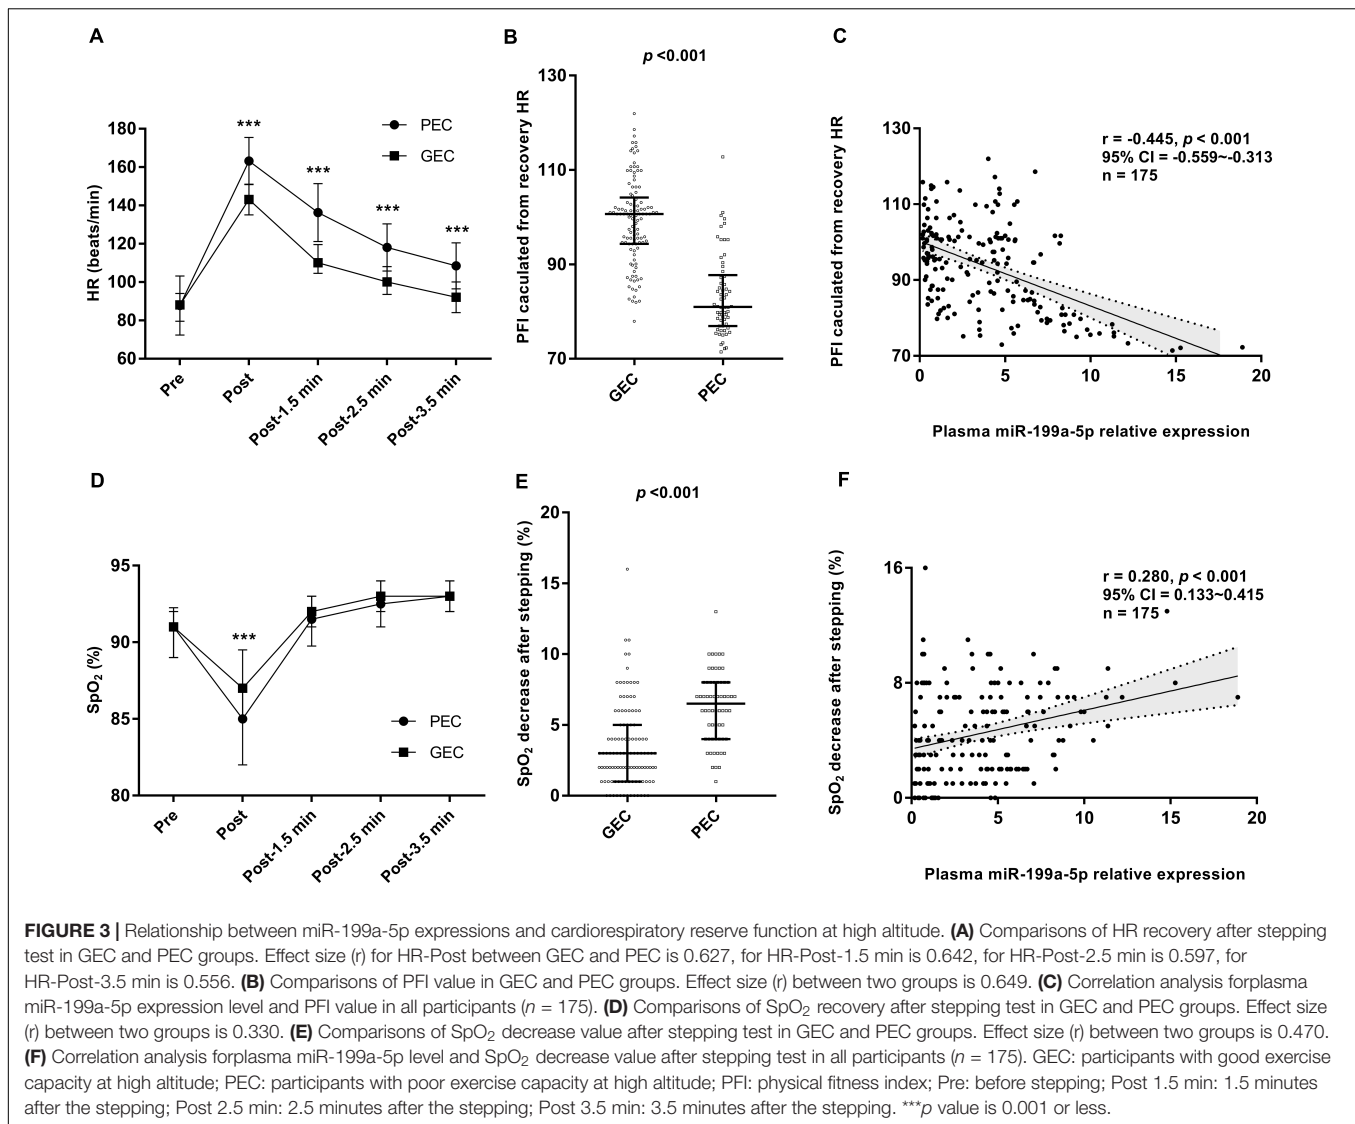 A
HR (beats/min)
180
160
140
120
100
80
60
***
***
***
***
PEC
GEC
Pre
Post
Post-1.5 min
Post-2.5 min
Post-3.5 min
B
p <0.001
PFI caculated from recovery HR
130
110
90
70
GEC
PEC
C
PFI caculated from recovery HR
130
110
90
70
r = -0.445, p < 0.001
95% CI = -0.559~-0.313
n = 175
0
5
10
15
20
Plasma miR-199a-5p relative expression
D
SpO2 (%)
95
90
85
80
***
PEC
GEC
Pre
Post
Post-1.5 min
Post-2.5 min
Post-3.5 min
E
p <0.001
SpO2 decrease after stepping (%)
20
15
10
5
0
GEC
PEC
F
SpO2 decrease after stepping (%)
16
8
0
r = 0.280, p < 0.001
95% CI = 0.133~0.415
n = 175
0
5
10
15
20
Plasma miR-199a-5p relative expression
FIGURE 3 | Relationship between miR-199a-5p expressions and cardiorespiratory reserve function at high altitude. (A) Comparisons of HR recovery after stepping
test in GEC and PEC groups. Effect size (r) for HR-Post between GEC and PEC is 0.627, for HR-Post-1.5 min is 0.642, for HR-Post-2.5 min is 0.597, for
HR-Post-3.5 min is 0.556. (B) Comparisons of PFI value in GEC and PEC groups. Effect size (r) between two groups is 0.649. (C) Correlation analysis forplasma
miR-199a-5p expression level and PFI value in all participants (n = 175). (D) Comparisons of SpO2 recovery after stepping test in GEC and PEC groups. Effect size
(r) between two groups is 0.330. (E) Comparisons of SpO2 decrease value after stepping test in GEC and PEC groups. Effect size (r) between two groups is 0.470.
(F) Correlation analysis forplasma miR-199a-5p level and SpO2 decrease value after stepping test in all participants (n = 175). GEC: participants with good exercise
capacity at high altitude; PEC: participants with poor exercise capacity at high altitude; PFI: physical fitness index; Pre: before stepping; Post 1.5 min: 1.5 minutes
after the stepping; Post 2.5 min: 2.5 minutes after the stepping; Post 3.5 min: 3.5 minutes after the stepping. ***p value is 0.001 or less.